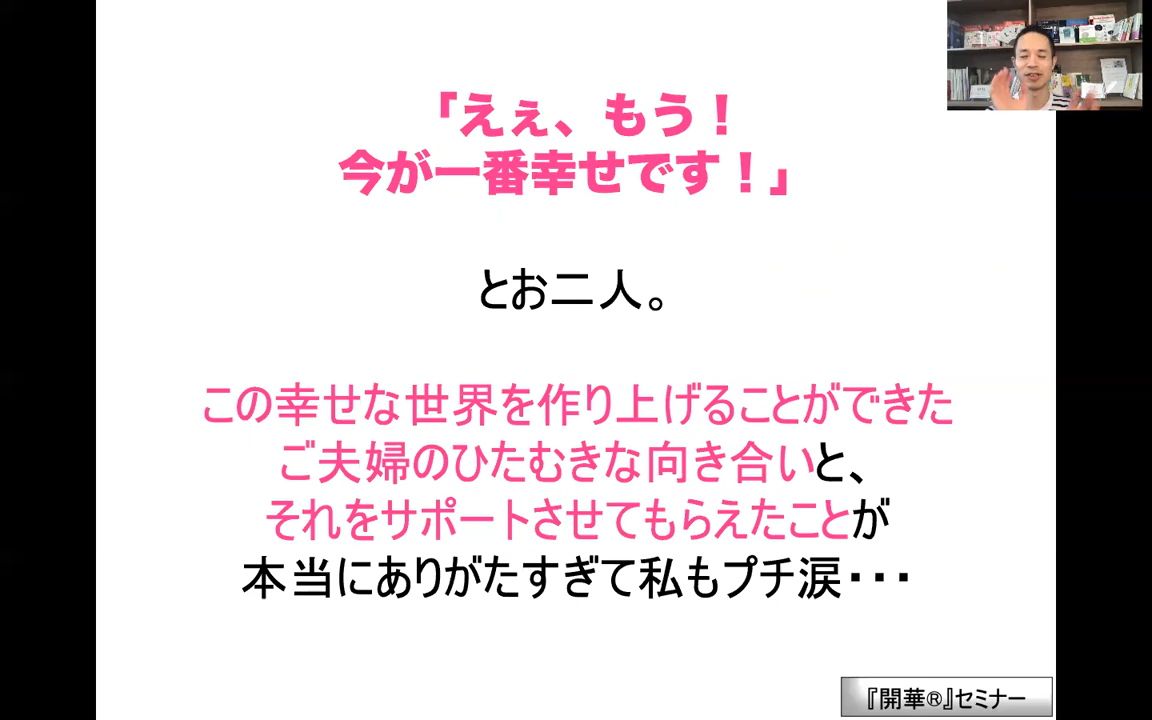 「えぇ、もう！
今が一番幸せです！」
とお二人。
この幸せな世界を作り上げることができた
ご夫婦のひたむきな向き合いと、
それをサポートさせてもらえたことが
本当にありがたすぎて私もプチ涙・・・
『開華®』セミナー